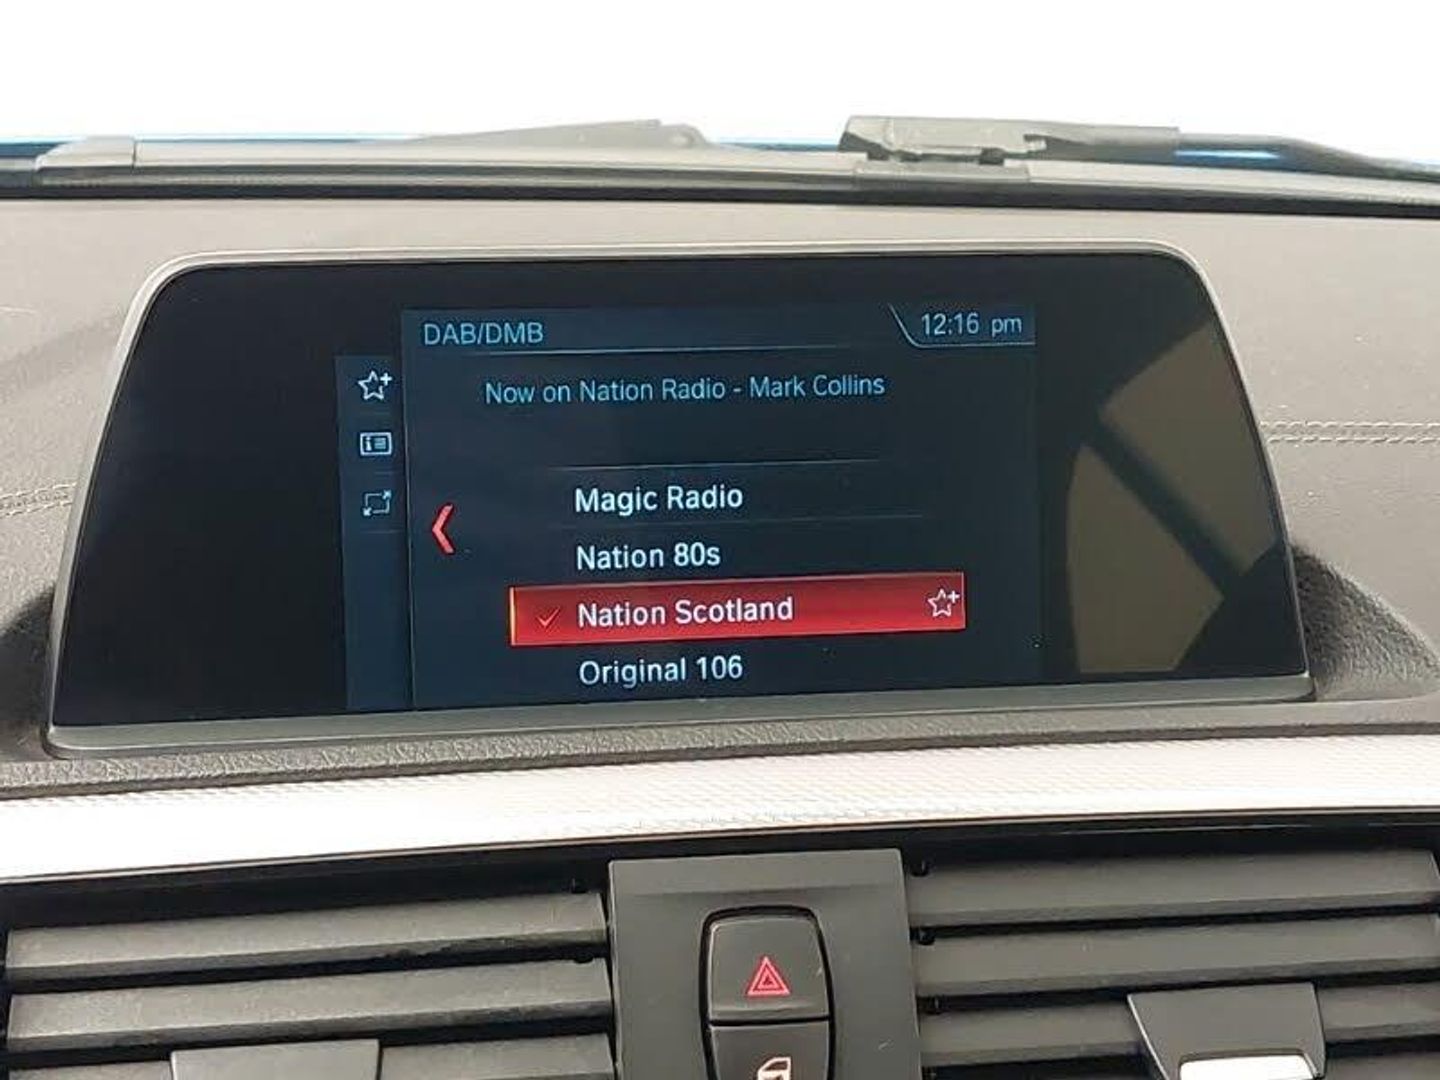 DAB/DMB
12:16 pm
Now on Nation Radio - Mark Collins
Magic Radio
Nation 80s
Nation Scotland
Original 106